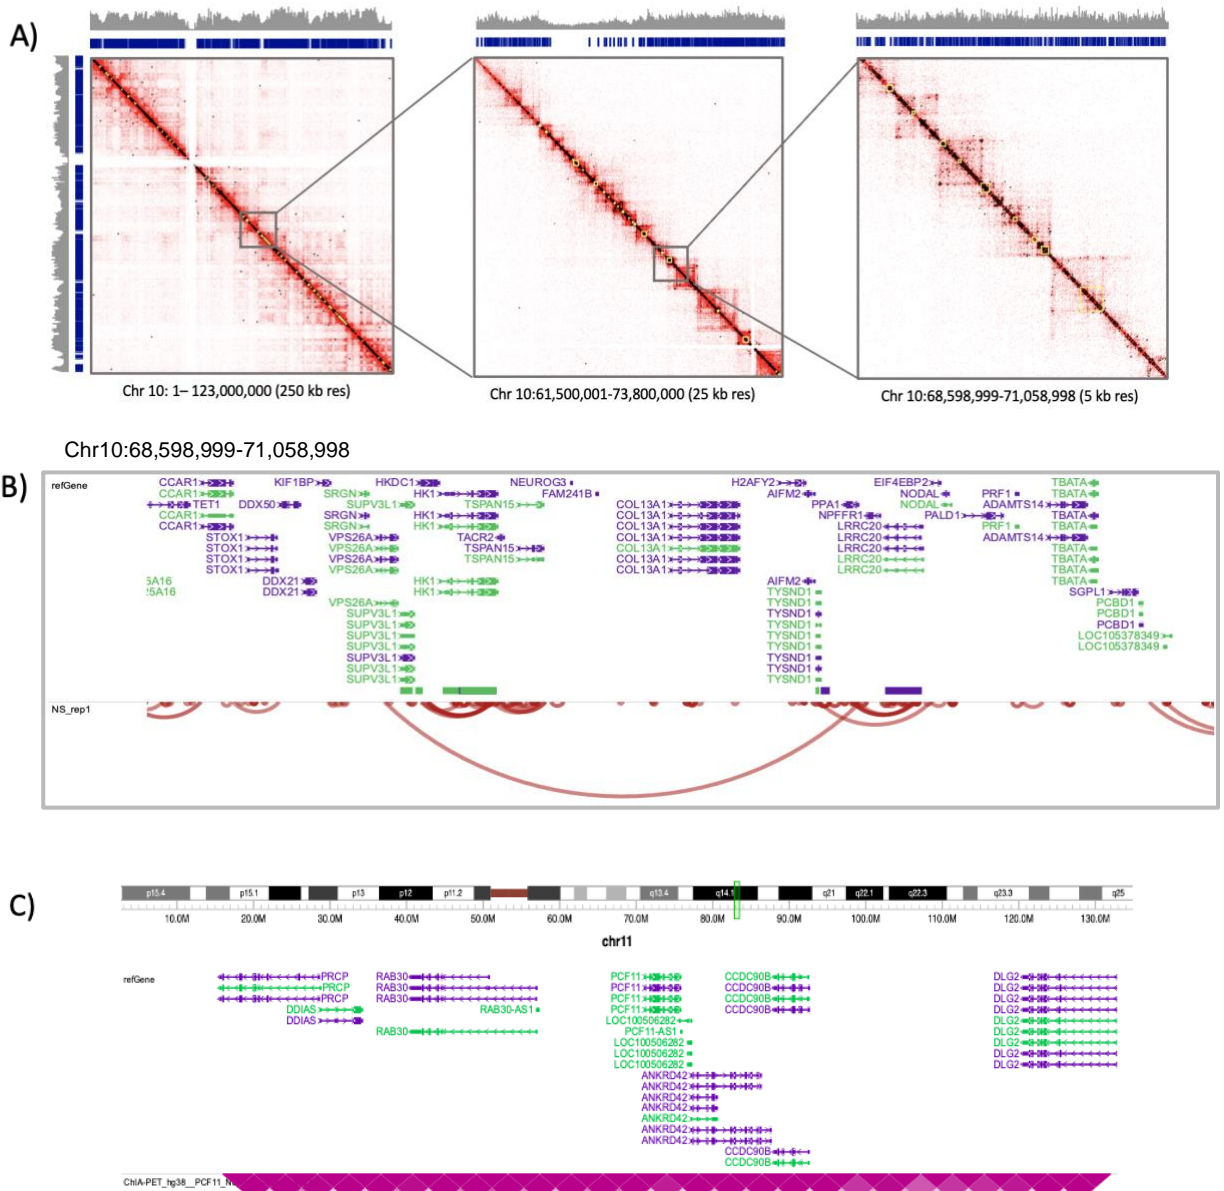 A)
Chr 10: 1– 123,000,000 (250 kb res)
Chr 10:61,500,001-73,800,000 (25 kb res)
Chr 10:68,598,999-71,058,998 (5 kb res)
Chr10:68,598,999-71,058,998
B)
refGene
CCAR1 KIF1BP HKDC1 NEUROG3 H2AFY2 EIF4EBP2 TBATA
CCAR1 SRGN HK1 FAM241B AIFM2 NODAL PRF1 TBATA
TET1 DDX50 SUPV3L1 TSPAN15 COL13A1 PPA1 NODAL ADAMTS14
CCAR1 SRGN HK1 COL13A1 NPFFR1 PALD1 TBATA
CCAR1 SRGN HK1 COL13A1 LRRC20 PRF1 TBATA
STOX1 VPS26A TACR2 COL13A1 LRRC20 ADAMTS14
STOX1 VPS26A TSPAN15 COL13A1 LRRC20 TBATA
STOX1 VPS26A TSPAN15 COL13A1 LRRC20 TBATA
STOX1 VPS26A COL13A1 LRRC20 TBATA
5A16 DDX21 HK1 AIFM2 TBATA
25A16 DDX21 HK1 TYSND1 SGPL1
VPS26A TYSND1 PCBD1
SUPV3L1 TYSND1 PCBD1
SUPV3L1 TYSND1 PCBD1
SUPV3L1 TYSND1 LOC105378349
SUPV3L1 TYSND1 LOC105378349
SUPV3L1 TYSND1
SUPV3L1 TYSND1
SUPV3L1 TYSND1
NS_rep1
C)
p15.4 p15.1 p13 p12 p11.2 q13.4 q14.1 q21 q22.1 q22.3 q23.3 q25
10.0M 20.0M 30.0M 40.0M 50.0M 60.0M 70.0M 80.0M 90.0M 100.0M 110.0M 120.0M 130.0M
chr11
refGene
PRCP RAB30 PCF11 CCDC90B DLG2
PRCP RAB30 PCF11 CCDC90B DLG2
PRCP RAB30 PCF11 CCDC90B DLG2
DDIAS RAB30-AS1 PCF11 CCDC90B DLG2
DDIAS LOC100506282 DLG2
RAB30 PCF11-AS1 DLG2
LOC100506282 DLG2
LOC100506282 DLG2
LOC100506282 DLG2
ANKRD42
ANKRD42
ANKRD42
ANKRD42
ANKRD42
ANKRD42
ANKRD42
CCDC90B
CCDC90B
ChIA-PET_hg38__PCF11_